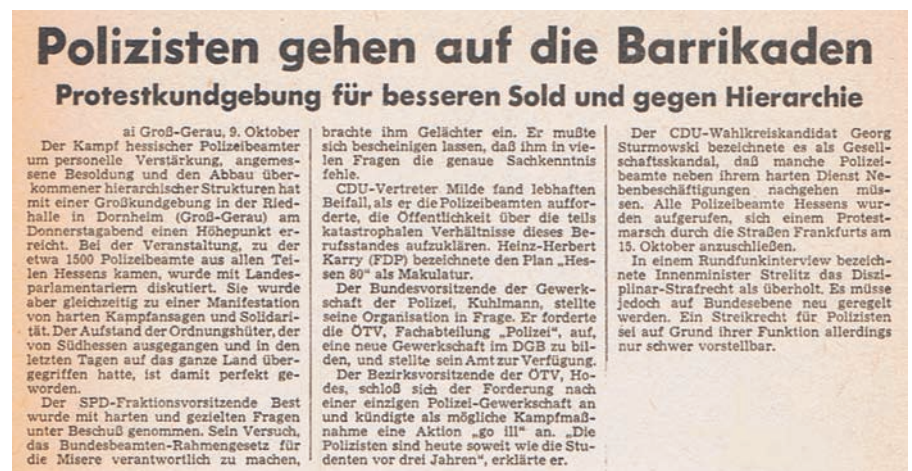 Polizisten gehen auf die Barrikaden
Protestkundgebung für besseren Sold und gegen Hierarchie
ai Groß-Gerau, 9. Oktober
Der Kampf hessischer Polizeibeamter
um personelle Verstärkung, angemes-
sene Besoldung und den Abbau über-
kommener hierarchischer Strukturen hat
mit einer Großkundgebung in der Ried-
halle in Dornheim (Groß-Gerau) am
Donnerstagabend einen Höhepunkt er-
reicht. Bei der Veranstaltung, zu der
etwa 1500 Polizeibeamte aus allen Tei-
len Hessens kamen, wurde mit Landes-
parlamentariern diskutiert. Sie wurde
aber gleichzeitig zu einer Manifestation
von harten Kampfansagen und Solidari-
tät. Der Aufstand der Ordnungshüter, der
von Südhessen ausgegangen und in den
letzten Tagen auf das ganze Land über-
gegriffen hatte, ist damit perfekt ge-
worden.
Der SPD-Fraktionsvorsitzende Best
wurde mit harten und gezielten Fragen
unter Beschuß genommen. Sein Versuch,
das Bundesbeamten-Rahmengesetz für
die Misere verantwortlich zu machen,
brachte ihm Gelächter ein. Er mußte
sich bescheinigen lassen, daß ihm in vie-
len Fragen die genaue Sachkenntnis
fehle.
CDU-Vertreter Milde fand lebhaften
Beifall, als er die Polizeibeamten auffor-
derte, die Öffentlichkeit über die teils
katastrophalen Verhältnisse dieses Be-
rufsstandes aufzuklären. Heinz-Herbert
Karry (FDP) bezeichnete den Plan „Hes-
sen 80“ als Makulatur.
Der Bundesvorsitzende der Gewerk-
schaft der Polizei, Kuhlmann, stellte
seine Organisation in Frage. Er forderte
die ÖTV, Fachabteilung „Polizei“, auf,
eine neue Gewerkschaft im DGB zu bil-
den, und stellte sein Amt zur Verfügung.
Der Bezirksvorsitzende der ÖTV, Ho-
des, schloß sich der Forderung nach
einer einzigen Polizei-Gewerkschaft an
und kündigte als mögliche Kampfmaß-
nahme eine Aktion „go ill“ an. „Die
Polizisten sind heute soweit wie die Stu-
denten vor drei Jahren“, erklärte er.
Der CDU-Wahlkreiskandidat Georg
Sturmowski bezeichnete es als Gesell-
schaftsskandal, daß manche Polizei-
beamte neben ihrem harten Dienst Ne-
benbeschäftigungen nachgehen müs-
sen. Alle Polizeibeamte Hessens wur-
den aufgerufen, sich einem Protest-
marsch durch die Straßen Frankfurts am
15. Oktober anzuschließen.
In einem Rundfunkinterview bezeich-
nete Innenminister Strelitz das Diszi-
plinar-Strafrecht als überholt. Es müsse
jedoch auf Bundesebene neu geregelt
werden. Ein Streikrecht für Polizisten
sei auf Grund ihrer Funktion allerdings
nur schwer vorstellbar.